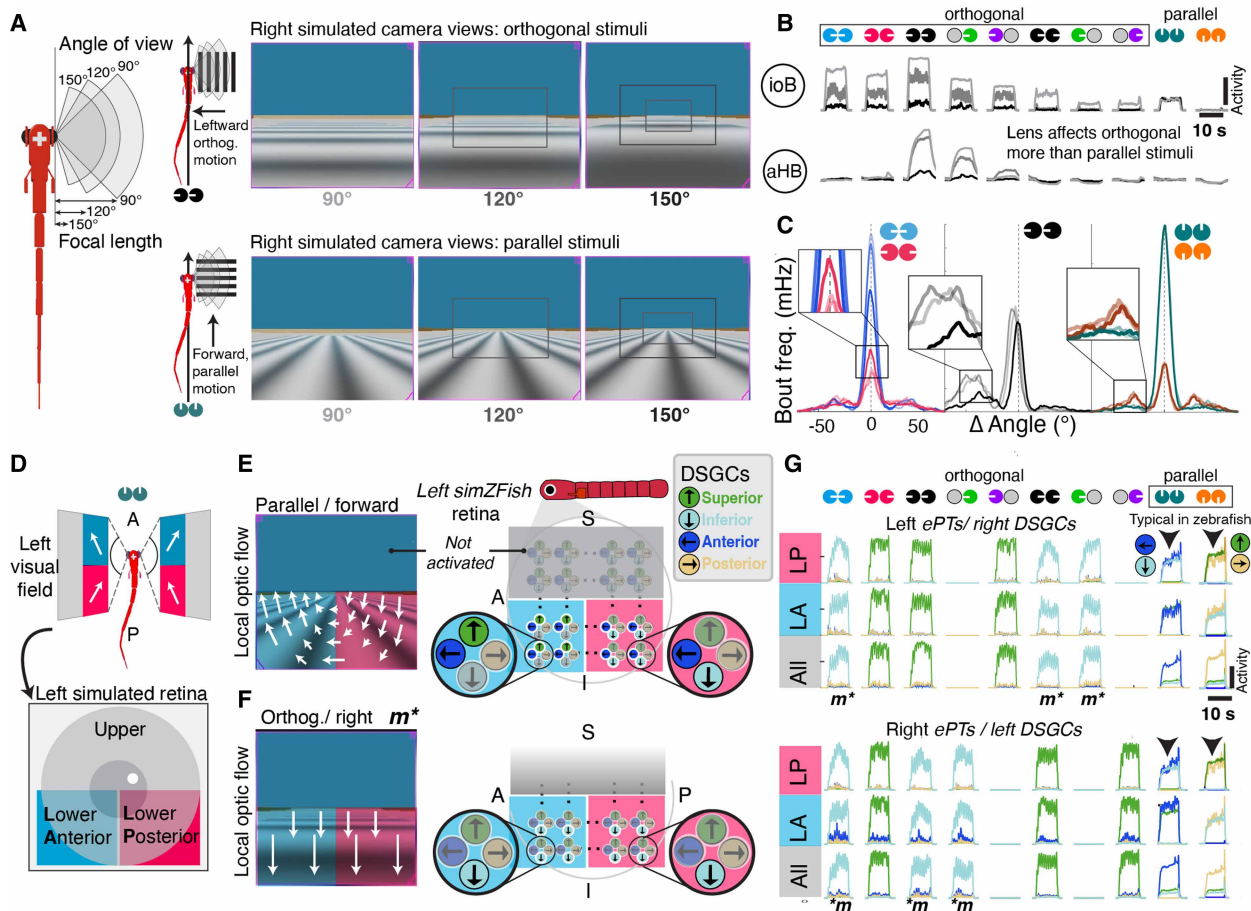 A
Angle of view
150°
120°
90°
90°
120°
150°
Focal length
Leftward
orthog.
motion
Forward,
parallel
motion
Right simulated camera views: orthogonal stimuli
90°
120°
150°
Right simulated camera views: parallel stimuli
90°
120°
150°
B
orthogonal
parallel
ioB
Activity
10 s
Lens affects orthogonal
more than parallel stimuli
aHB
C
Bout freq. (mHz)
-50
0
50
Δ Angle (°)
D
A
Left
visual
field
P
Left simulated retina
Upper
Lower
Anterior
Lower
Posterior
E
Parallel / forward
Local optic flow
Not
activated
Left simZFish
retina
S
A
I
DSGCs
Superior
Inferior
Anterior
Posterior
F
Orthog./ right m*
Local optic flow
S
A
P
I
G
orthogonal
parallel
Left ePTs/ right DSGCs
Typical in zebrafish
LP
LA
All
m*
m*
m*
Activity
10 s
Right ePTs / left DSGCs
LP
LA
All
*m
*m
*m